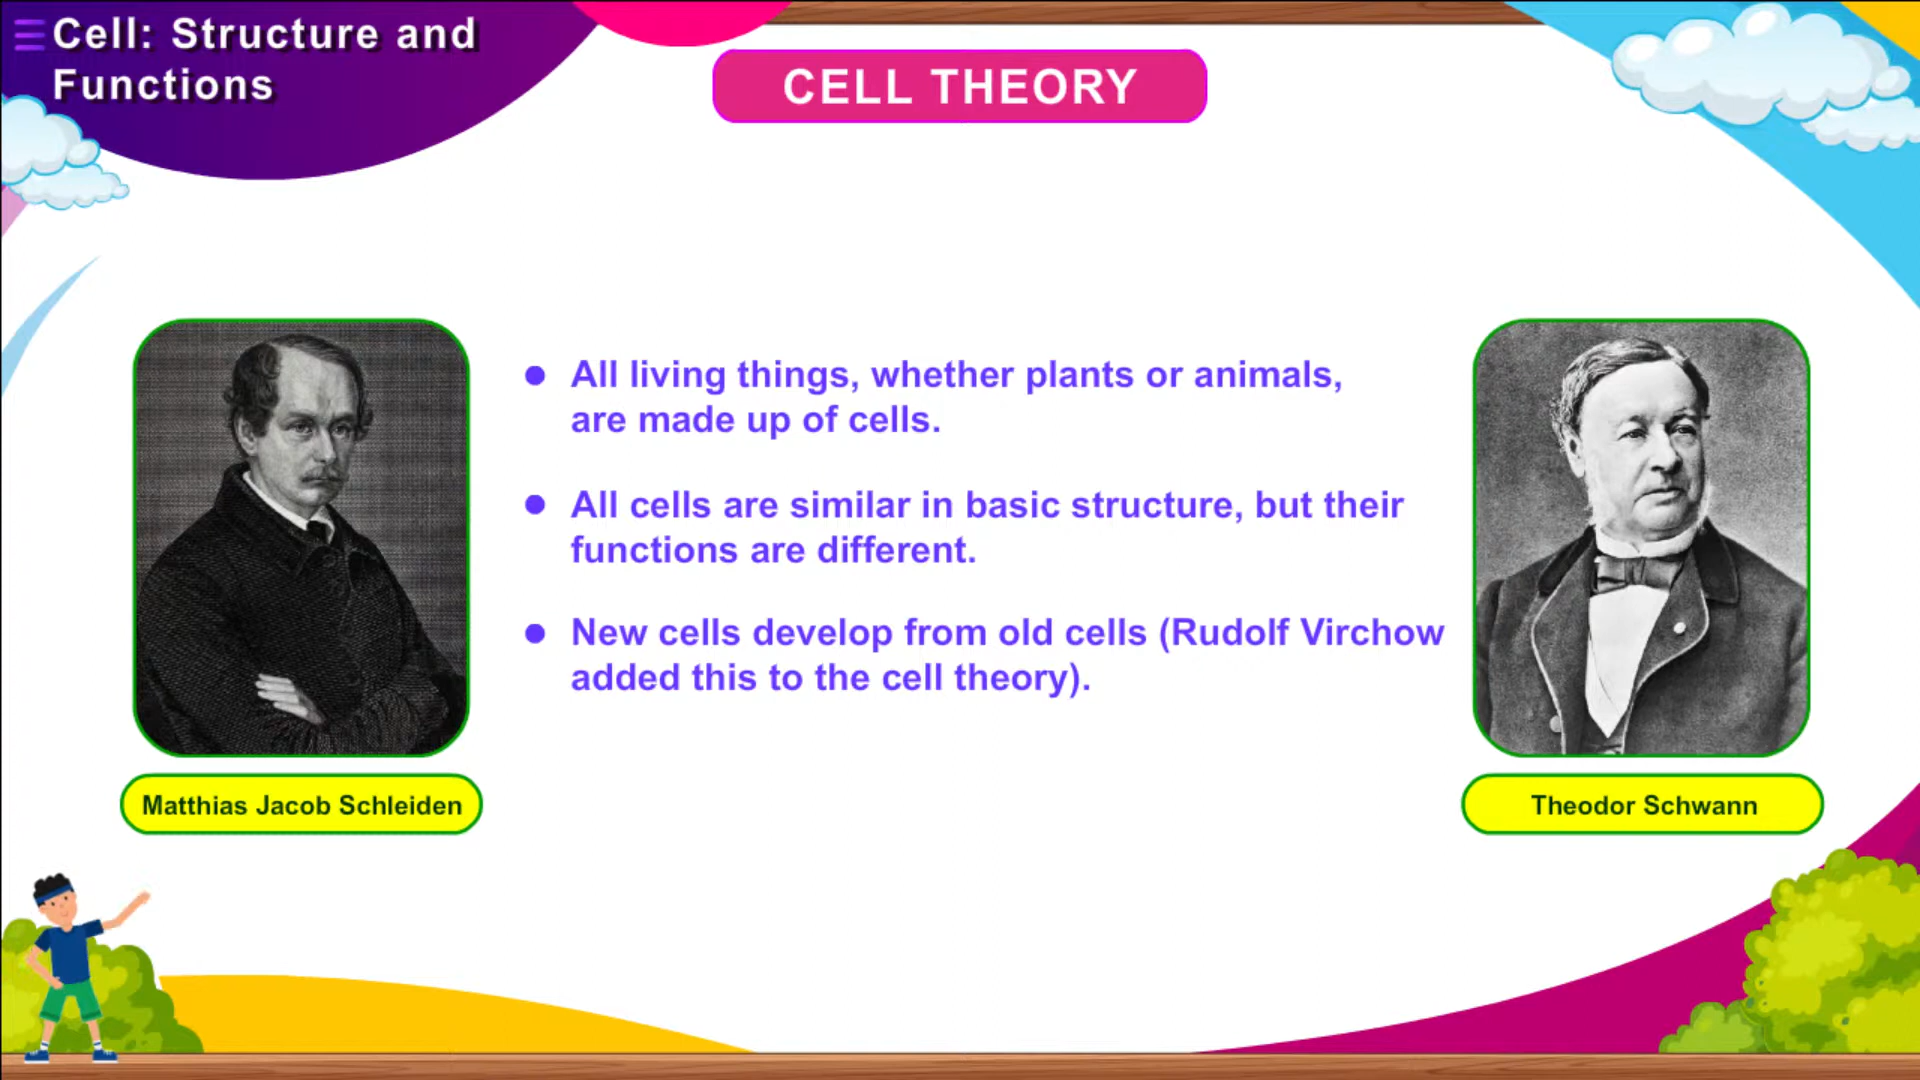 Cell: Structure and
Functions
CELL THEORY
● All living things, whether plants or animals,
are made up of cells.
● All cells are similar in basic structure, but their
functions are different.
● New cells develop from old cells (Rudolf Virchow
added this to the cell theory).
Matthias Jacob Schleiden
Theodor Schwann